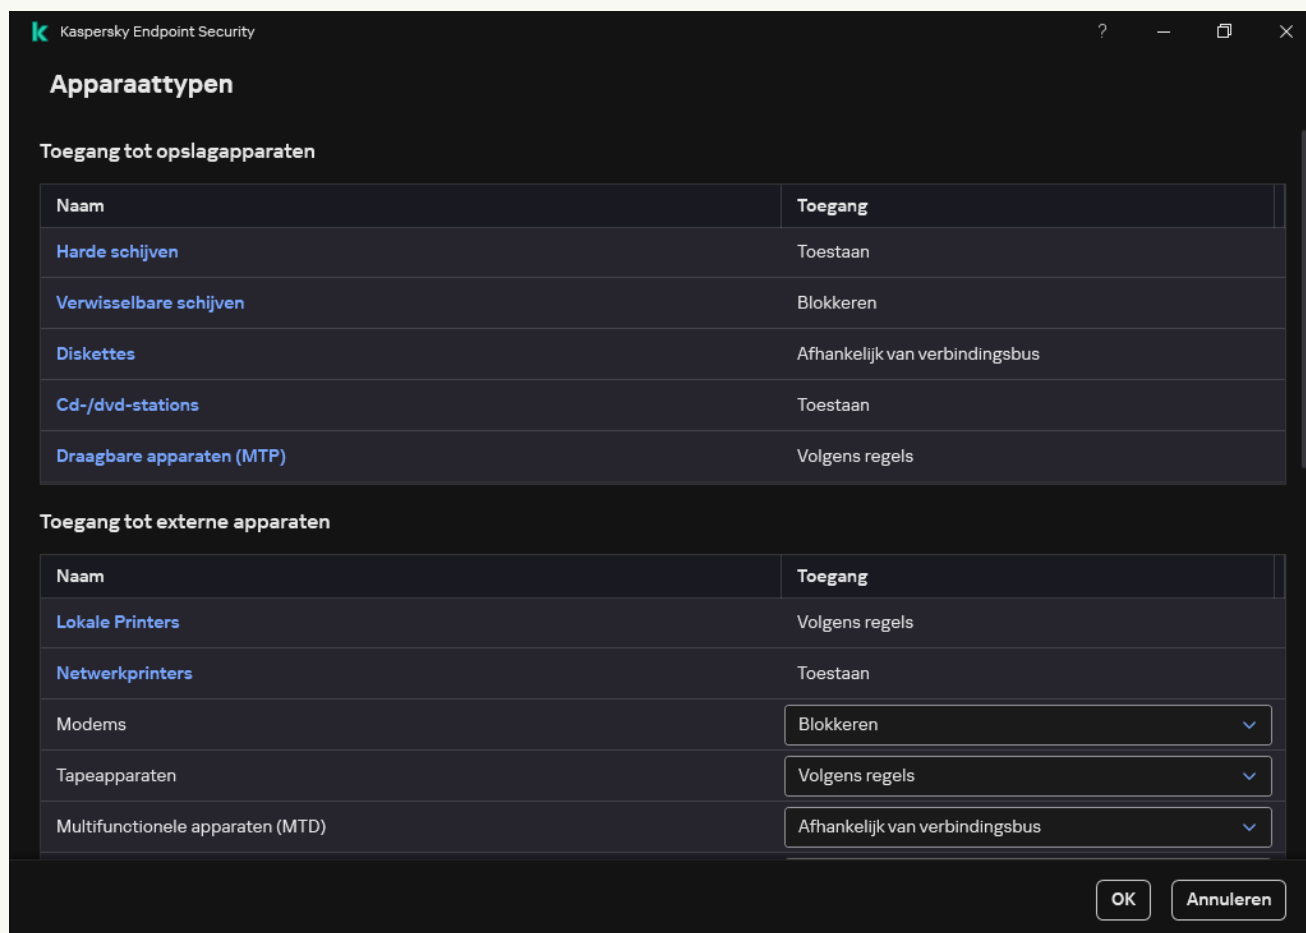 Kaspersky Endpoint Security
Apparaattypen
Toegang tot opslagapparaten
Naam Toegang
Harde schijven Toestaan
Verwisselbare schijven Blokkeren
Diskettes Afhankelijk van verbindingsbus
Cd-/dvd-stations Toestaan
Draagbare apparaten (MTP) Volgens regels
Toegang tot externe apparaten
Naam Toegang
Lokale Printers Volgens regels
Netwerkprinters Toestaan
Modems Blokkeren
Tapeapparaten Volgens regels
Multifunctionele apparaten (MTD) Afhankelijk van verbindingsbus
OK Annuleren